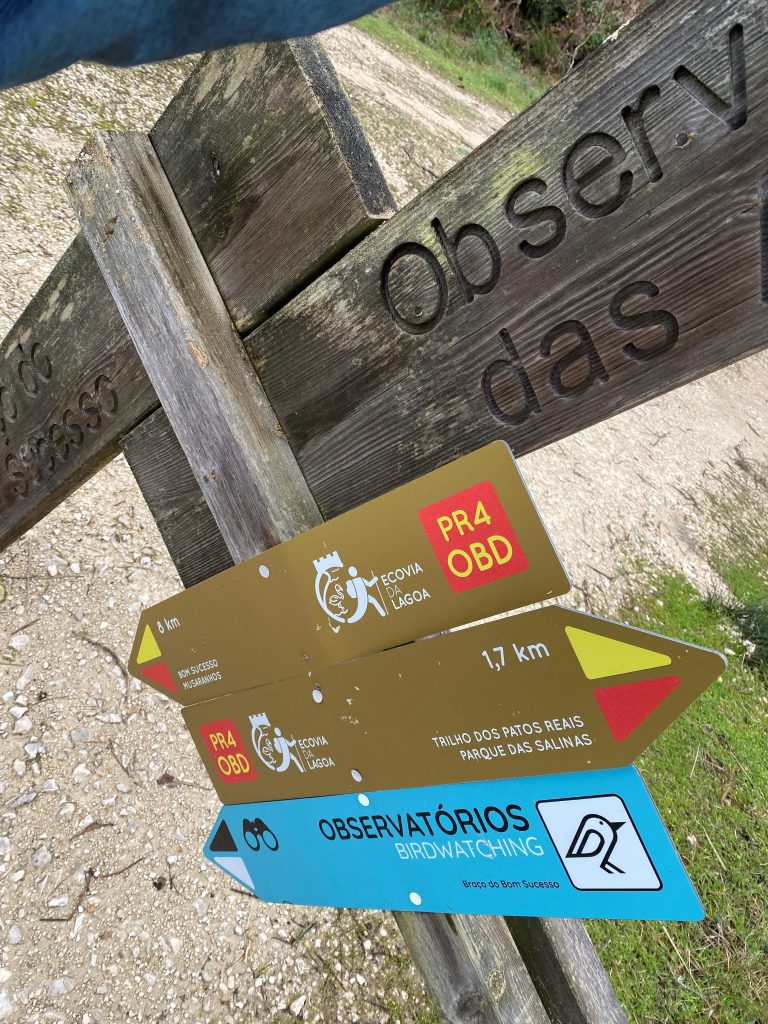 Observ
das
do
sucesso
PR4
OBD
ECOVIA
DA
LAGOA
8 km
BOM SUCESSO
MUSARANHOS
1,7 km
TRILHO DOS PATOS REAIS
PARQUE DAS SALINAS
PR4
OBD
ECOVIA
DA
LAGOA
OBSERVATÓRIOS
BIRDWATCHING
Braço do Bom Sucesso